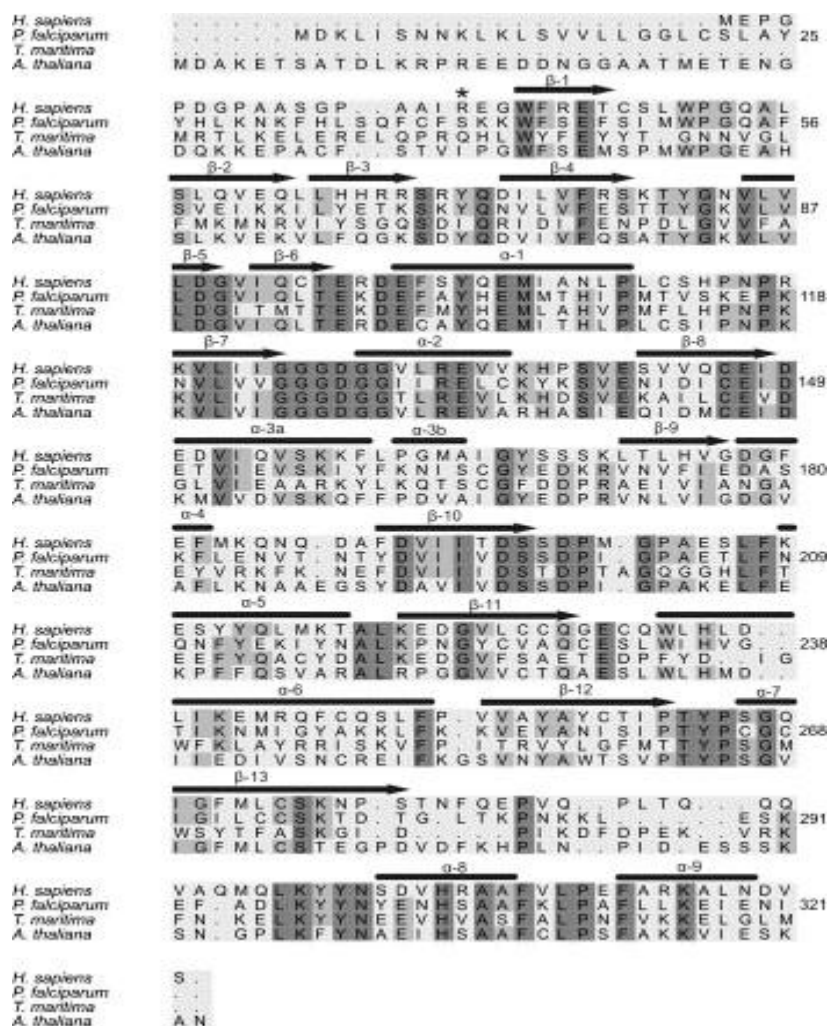 H. sapiens . . . . . . . . . . . . . . . . . . . . . . . . . . . M E P G
P. falciparum . . . . . . M D K L I S N N K L K L S V V L L G G L C S L A Y 25
T. maritima . . . . . . . . . . . . . . . . . . . . . . . . . . . . . . .
A. thaliana M D A K E T S A T D L K R P R E E D D N G G A A T M E T E N G
* β-1
H. sapiens P D G P A A S G P . . A A I R E G W F R E T C S L W P G Q A L
P. falciparum Y H L K N K F H L S Q F C F S K K W F S E F S I M W P G Q A F 56
T. maritima M R T L K E L E R E L Q P R Q H L W Y F E Y Y T . G N N V G L
A. thaliana D Q K K E P A C F . . S T V I P G W F S E M S P M W P G E A H
β-2 β-3 β-4
H. sapiens S L Q V E Q L L H H R R S R Y Q D I L V F R S K T Y G N V L V
P. falciparum S V E I K K I L Y E T K S K Y Q N V L V F E S T T Y G K V L V 87
T. maritima F M K M N R V I Y S G Q S D I Q R I D I F E N P D L G V V F A
A. thaliana S L K V E K V L F Q G K S D Y Q D V I V F Q S A T Y G K V L V
β-5 β-6 α-1
H. sapiens L D G V I Q C T E R D E F S Y Q E M I A N L P L C S H P N P R
P. falciparum L D G V I Q L T E K D E F A Y H E M M T H I P M T V S K E P K 118
T. maritima L D G I T M T T E K D E F M Y H E M L A H V P M F L H P N P K
A. thaliana L D G I V Q L T E R D E C A Y Q E M I T H L P L C S I P N P K
β-7 α-2 β-8
H. sapiens K V L I I G G G D G G V L R E V V K H P S V E S V V Q C E I D
P. falciparum N V L V V G G G D G G I I R E L C K Y K S V E N I D I C E I D 149
T. maritima K V L I I G G G D G G T L R E V L K H D S V E K A I L C E V D
A. thaliana K V L V I G G G D G G V L R E V A R H A S I E Q I D M C E I D
α-3a α-3b β-9
H. sapiens E D V I Q V S K K F L P G M A I G Y S S S K L T L H V G D G F
P. falciparum E T V I E V S K I Y F K N I S C G Y E D K R V N V F I E D A S 180
T. maritima G L V I E A A R K Y L K Q T S C G F D D P R A E I V I A N G A
A. thaliana K M V V D V S K Q F F P D V A I G Y E D P R V N L V I G D G V
α-4 β-10
H. sapiens E F M K Q N Q . D A F D V I I T D S S D P M . G P A E S L F K
P. falciparum K F L E N V T . N T Y D V I I V D S S D P I . G P A E T L F N 209
T. maritima E Y V R K F K . N E F D V I I I D S T D P T A G Q G G H L F T
A. thaliana A F L K N A A E G S Y D A V I V D S S D P I . G P A K E L F E
α-5 β-11
H. sapiens E S Y Y Q L M K T A L K E D G V L C C Q G E C Q W L H L D . .
P. falciparum Q N F Y E K I Y N A L K P N G Y C V A Q C E S L W I H V G . . 238
T. maritima E E F Y Q A C Y D A L K E D G V F S A E T E D P F Y D . I G
A. thaliana K P F F Q S V A R A L R P G G V V C T Q A E S L W L H M D . .
α-6 β-12 α-7
H. sapiens L I K E M R Q F C Q S L F P . V V A Y A Y C T I P T Y P S G Q
P. falciparum T I K N M I G Y A K K L F K . K V E Y A N I S I P T Y P C G C 268
T. maritima W F K L A Y R R I S K V F P . I T R V Y L G F M T T Y P S G M
A. thaliana I I E D I V S N C R E I F K G S V N Y A W T S V P T Y P S G V
β-13
H. sapiens I G F M L C S K N P . S T N F Q E P V Q . . P L T Q . . . Q Q
P. falciparum I G I L C C S K T D . T G . L T K P N K K L . . . . . E S K 291
T. maritima W S Y T F A S K G I . D . . . . . P I K D F D P E K . . V R K
A. thaliana I G F M L C S T E G P D V D F K H P L N . . P I D . E S S S K
α-8 α-9
H. sapiens V A Q M Q L K Y Y N S D V H R A A F V L P E F A R K A L N D V
P. falciparum E F . A D L K Y Y N Y E N H S A A F K L P A F L L K E I E N I 321
T. maritima F N . K E L K Y Y N E E V H V A S F A L P N F V K K E L G L M
A. thaliana S N . G P L K F Y N A E I H S A A F C L P S F A K K V I E S K
H. sapiens S .
P. falciparum . .
T. maritima . .
A. thaliana A N